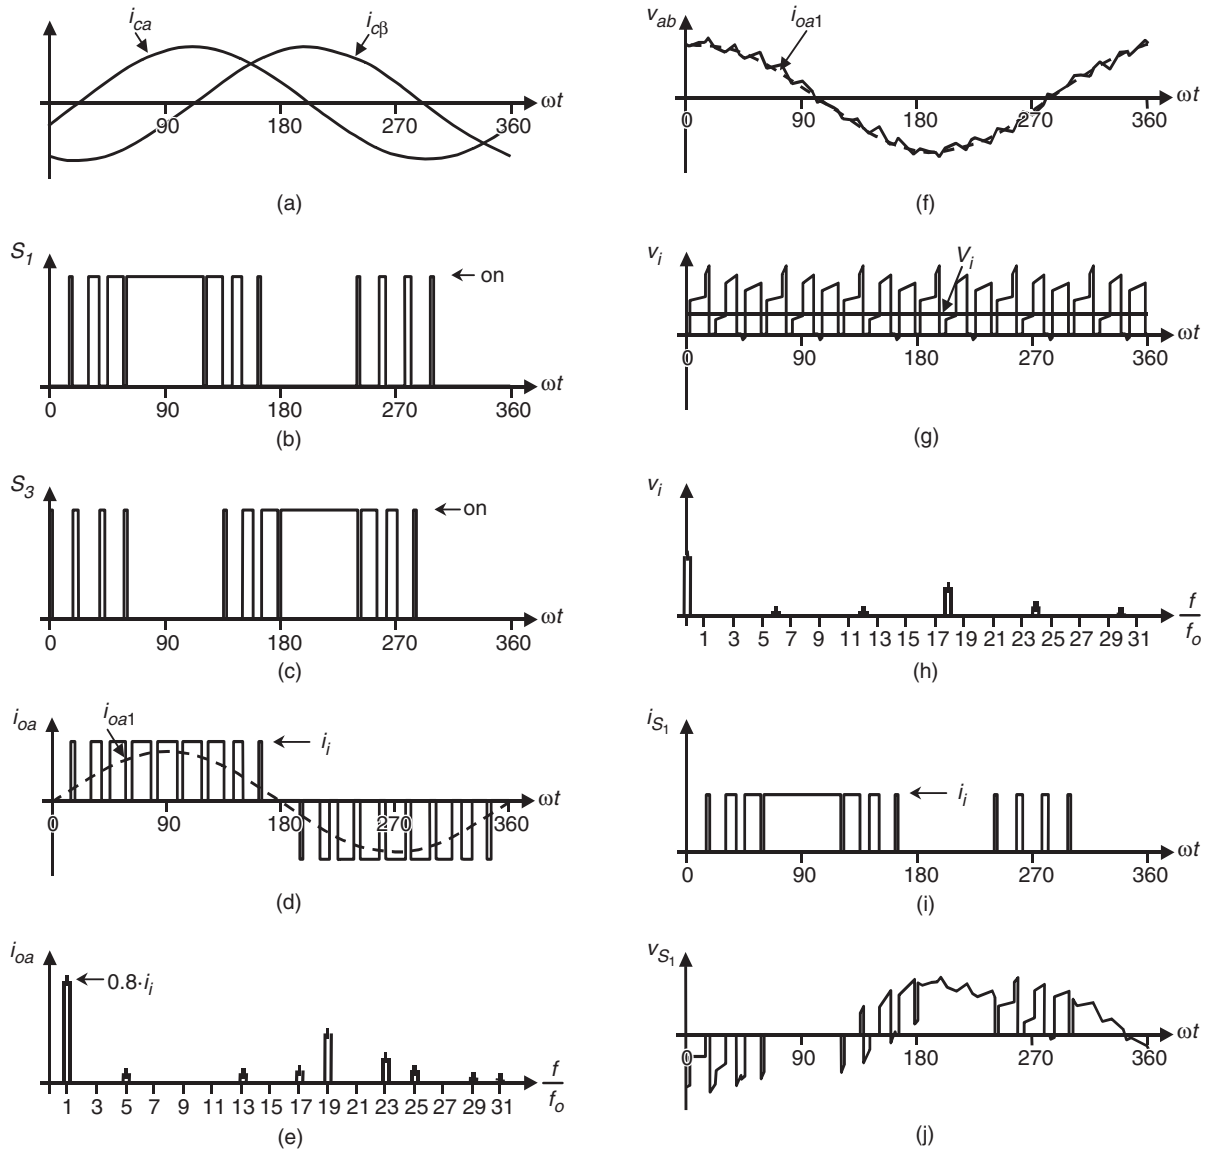 i_ca i_cβ
ωt
90 180 270 360
(a)
S_1
on
ωt
0 90 180 270 360
(b)
S_3
on
ωt
0 90 180 270 360
(c)
i_oa i_oa1
i_i
ωt
0 90 180 270 360
(d)
i_oa
0.8·i_i
f/f_o
1 3 5 7 9 11 13 15 17 19 21 23 25 27 29 31
(e)
v_ab i_oa1
ωt
0 90 180 270 360
(f)
v_i V_i
ωt
0 90 180 270 360
(g)
v_i
f/f_o
1 3 5 7 9 11 13 15 17 19 21 23 25 27 29 31
(h)
i_S1
i_i
ωt
0 90 180 270 360
(i)
v_S1
ωt
0 90 180 270 360
(j)